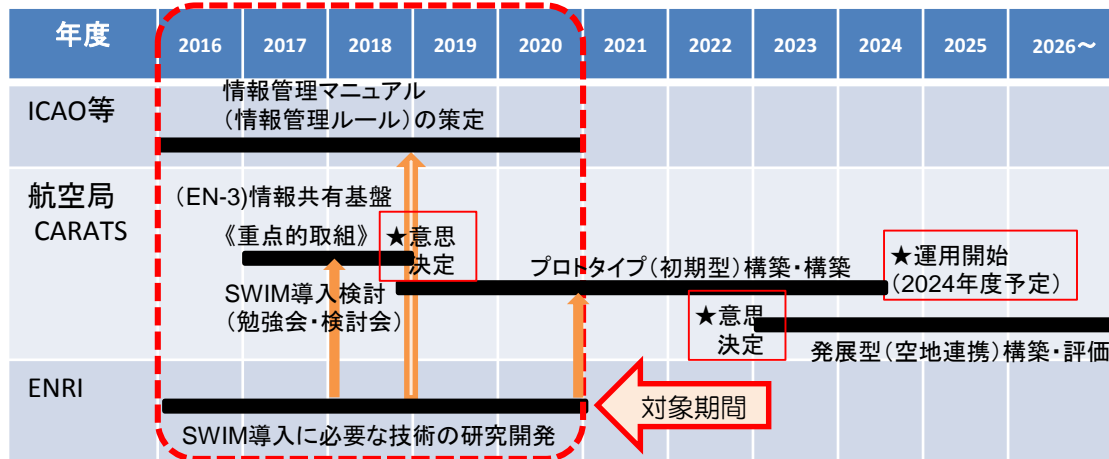 年度 2016 2017 2018 2019 2020 2021 2022 2023 2024 2025 2026～
ICAO等
情報管理マニュアル
（情報管理ルール）の策定
航空局
CARATS
（EN-3)情報共有基盤
《重点的取組》
★意思
決定
SWIM導入検討
（勉強会・検討会）
プロトタイプ（初期型）構築・構築
★運用開始
（2024年度予定）
★意思
決定
発展型（空地連携）構築・評価
ENRI
対象期間
SWIM導入に必要な技術の研究開発